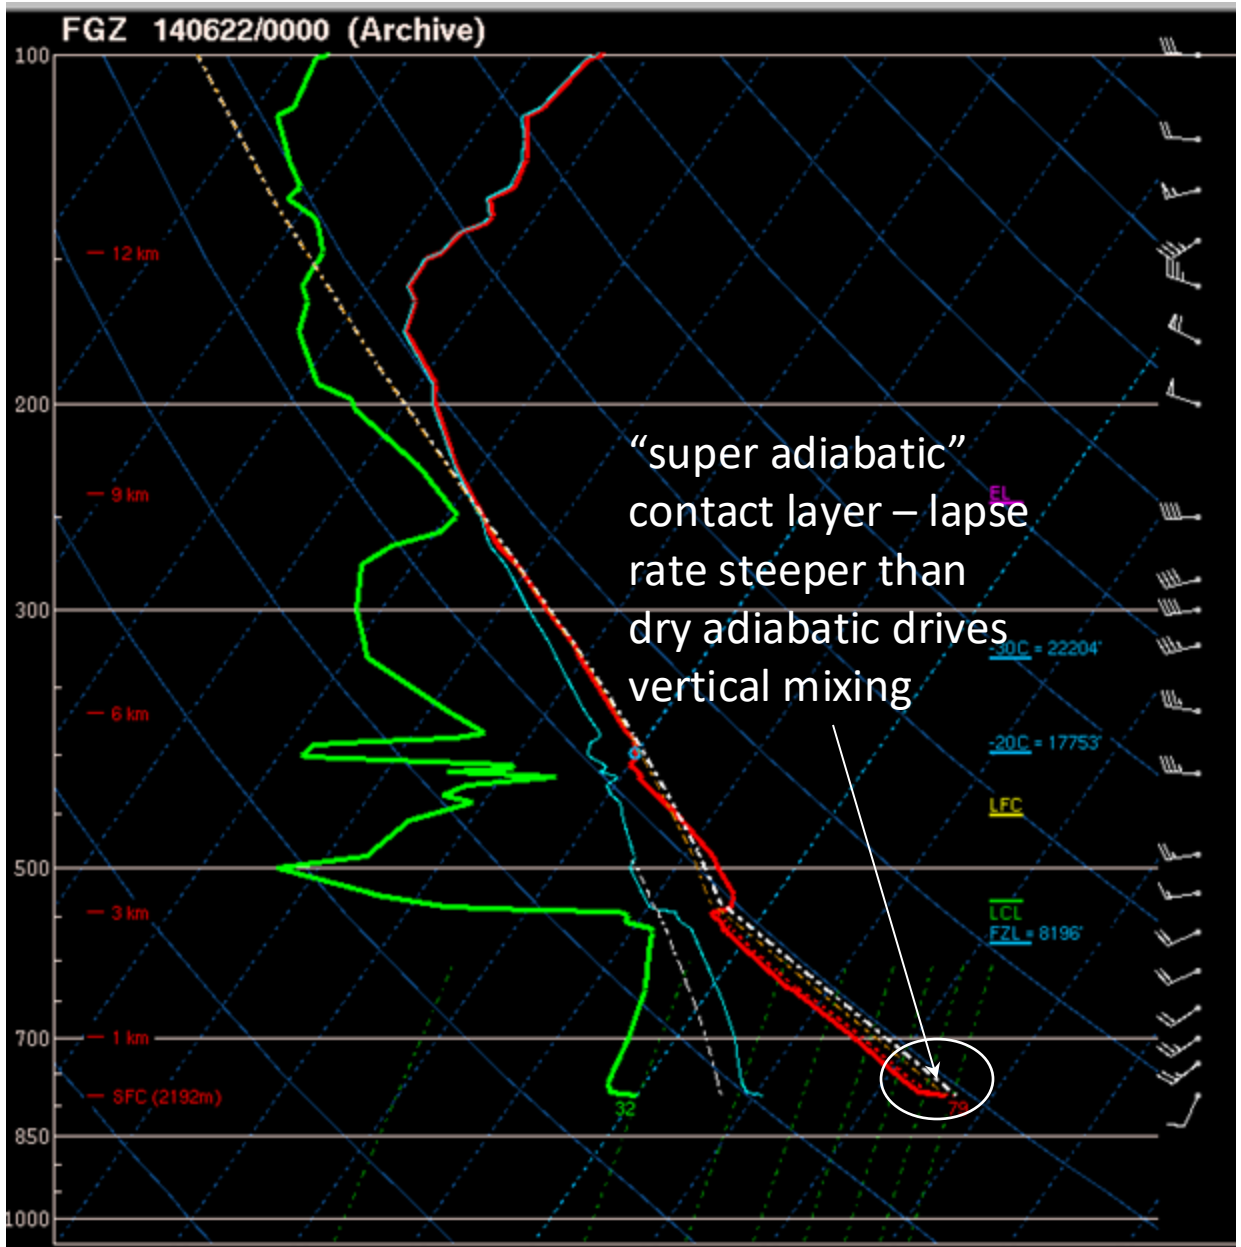 FGZ 140622/0000 (Archive)
100
12 km
200
“super adiabatic”
contact layer – lapse
rate steeper than
dry adiabatic drives
vertical mixing
9 km
EL
300
-30C = 22204'
6 km
-20C = 17753'
LFC
500
3 km
LCL
FZL = 8196'
700
1 km
SFC (2192m)
32
79
850
1000